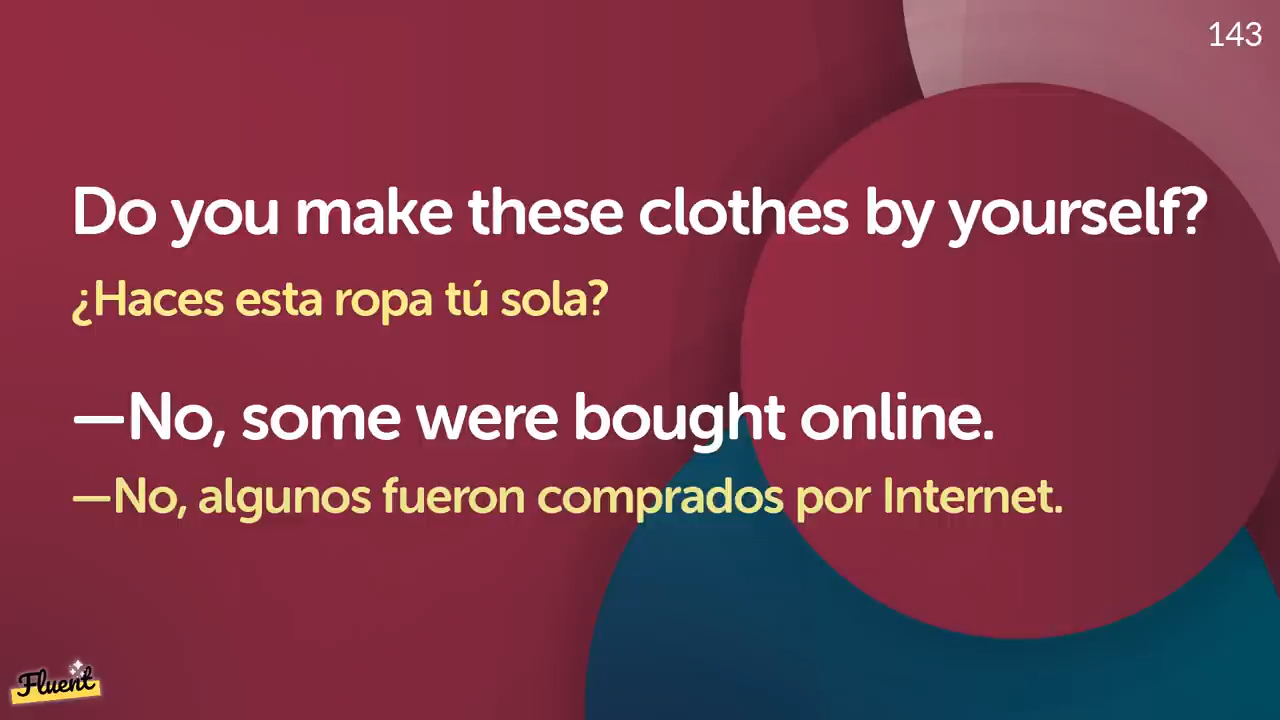 143
Do you make these clothes by yourself?
¿Haces esta ropa tú sola?
—No, some were bought online.
—No, algunos fueron comprados por Internet.
Fluent